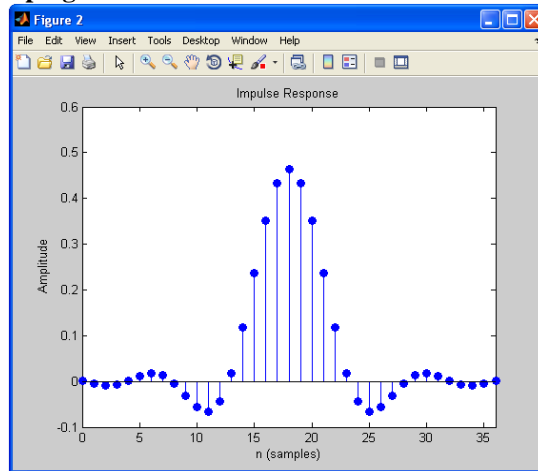 Figure 2
File Edit View Insert Tools Desktop Window Help
Impulse Response
0.6
0.5
0.4
0.3
0.2
0.1
0
-0.1
Amplitude
0 5 10 15 20 25 30 35
n (samples)